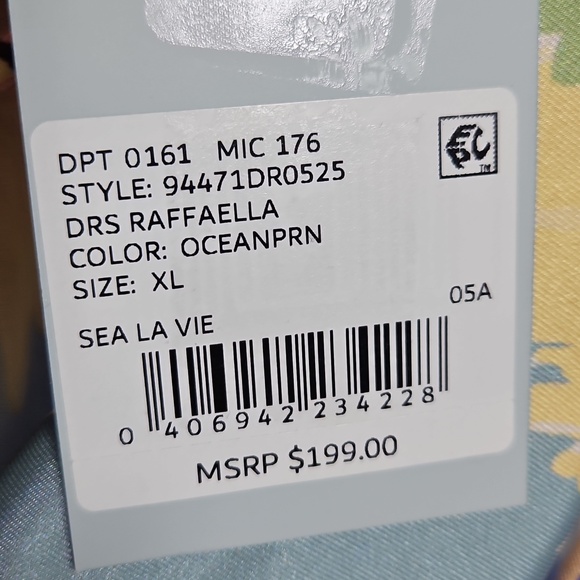 DPT 0161 MIC 176
STYLE: 94471DR0525
DRS RAFFAELLA
COLOR: OCEANPRN
SIZE: XL
05A
SEA LA VIE
0 406942 234228
MSRP $199.00